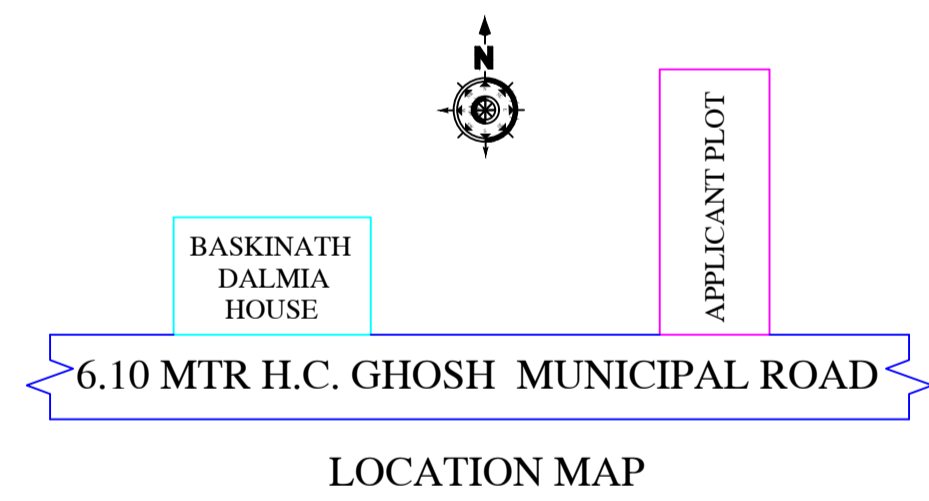 N
BASKINATH
DALMIA
HOUSE
APPLICANT PLOT
6.10 MTR H.C. GHOSH MUNICIPAL ROAD
LOCATION MAP